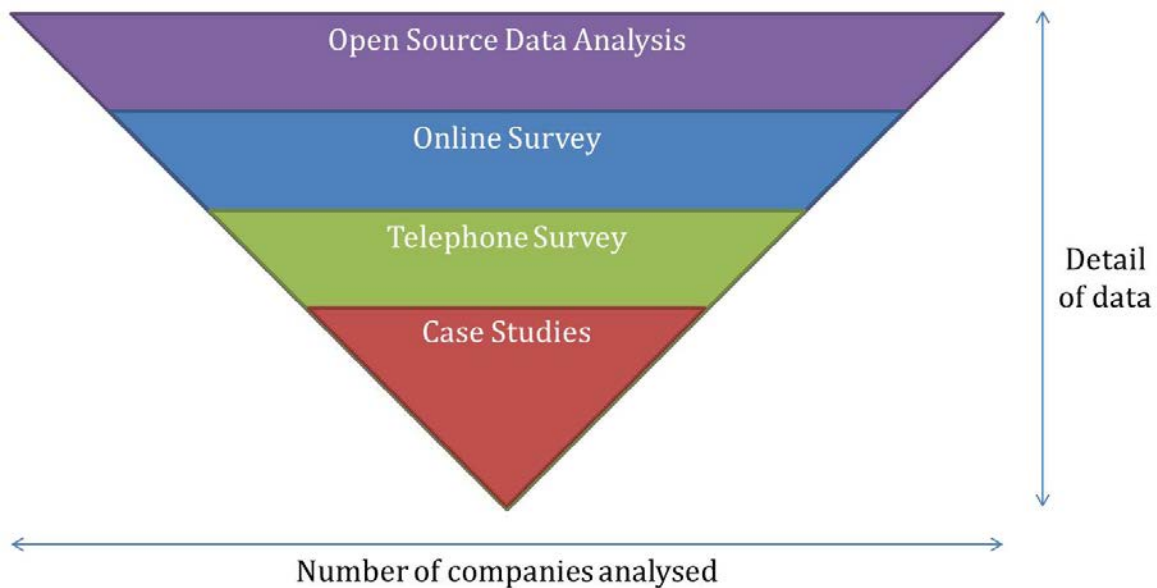 Open Source Data Analysis
Online Survey
Telephone Survey
Case Studies
Detail
of data
Number of companies analysed